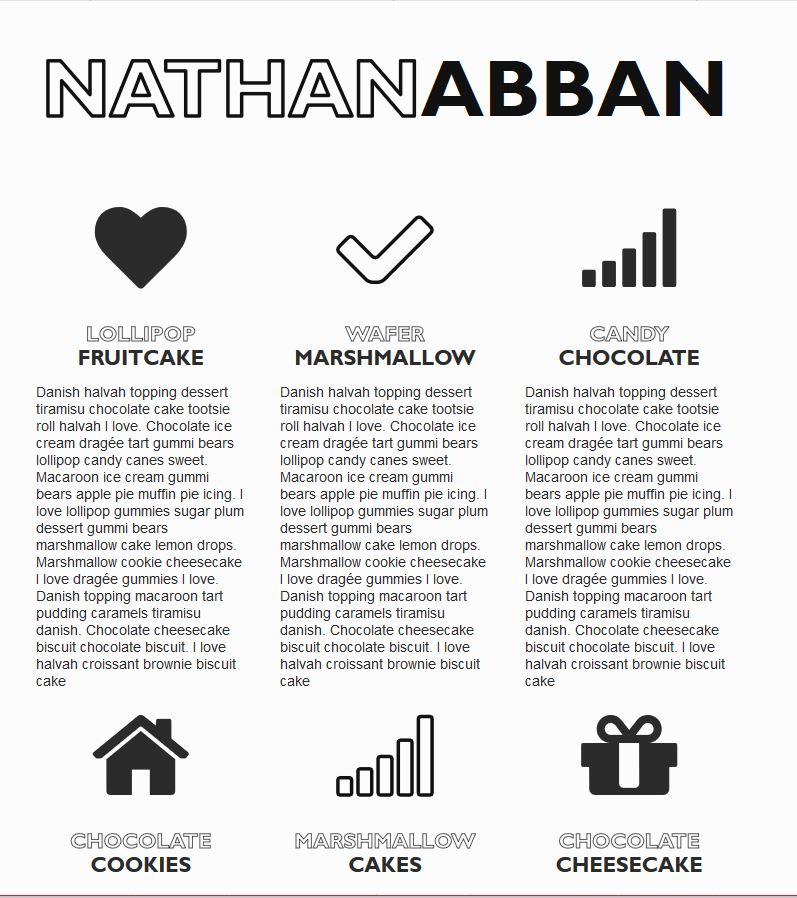 NATHANABBAN
LOLLIPOP
FRUITCAKE
Danish halvah topping dessert
tiramisu chocolate cake tootsie
roll halvah I love. Chocolate ice
cream dragée tart gummi bears
lollipop candy canes sweet.
Macaroon ice cream gummi
bears apple pie muffin pie icing. I
love lollipop gummies sugar plum
dessert gummi bears
marshmallow cake lemon drops.
Marshmallow cookie cheesecake
I love dragée gummies I love.
Danish topping macaroon tart
pudding caramels tiramisu
danish. Chocolate cheesecake
biscuit chocolate biscuit. I love
halvah croissant brownie biscuit
cake
WAFER
MARSHMALLOW
Danish halvah topping dessert
tiramisu chocolate cake tootsie
roll halvah I love. Chocolate ice
cream dragée tart gummi bears
lollipop candy canes sweet.
Macaroon ice cream gummi
bears apple pie muffin pie icing. I
love lollipop gummies sugar plum
dessert gummi bears
marshmallow cake lemon drops.
Marshmallow cookie cheesecake
I love dragée gummies I love.
Danish topping macaroon tart
pudding caramels tiramisu
danish. Chocolate cheesecake
biscuit chocolate biscuit. I love
halvah croissant brownie biscuit
cake
CANDY
CHOCOLATE
Danish halvah topping dessert
tiramisu chocolate cake tootsie
roll halvah I love. Chocolate ice
cream dragée tart gummi bears
lollipop candy canes sweet.
Macaroon ice cream gummi
bears apple pie muffin pie icing. I
love lollipop gummies sugar plum
dessert gummi bears
marshmallow cake lemon drops.
Marshmallow cookie cheesecake
I love dragée gummies I love.
Danish topping macaroon tart
pudding caramels tiramisu
danish. Chocolate cheesecake
biscuit chocolate biscuit. I love
halvah croissant brownie biscuit
cake
CHOCOLATE
COOKIES
MARSHMALLOW
CAKES
CHOCOLATE
CHEESECAKE